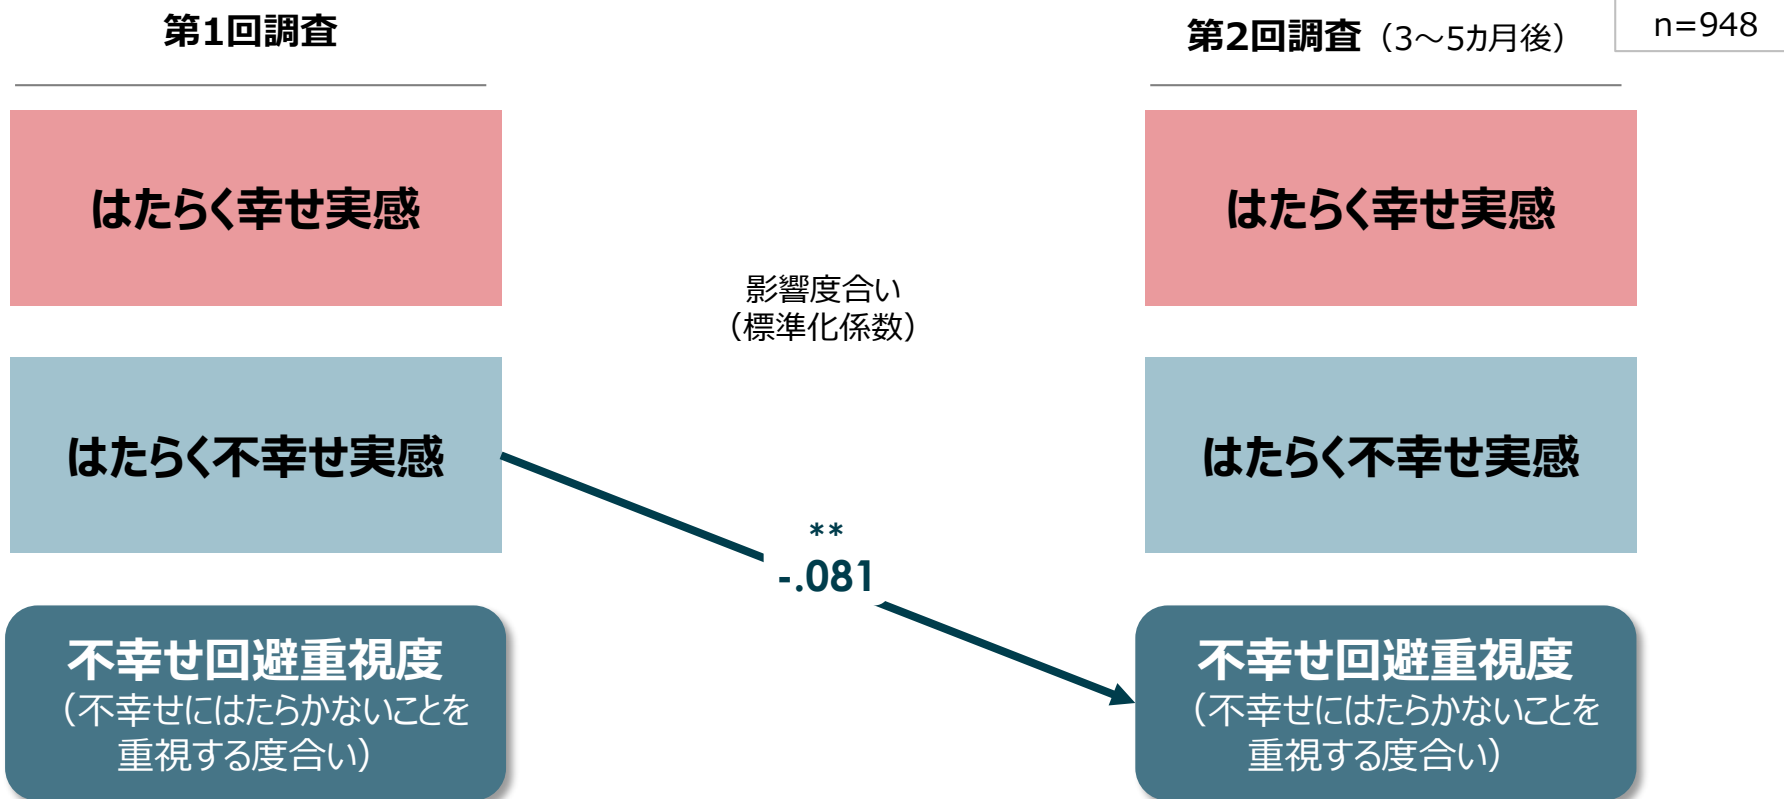 第1回調査
第2回調査（3～5カ月後）
n=948
はたらく幸せ実感
はたらく幸せ実感
影響度合い
（標準化係数）
はたらく不幸せ実感
はたらく不幸せ実感
**
-.081
不幸せ回避重視度
（不幸せにはたらかないことを
重視する度合い）
不幸せ回避重視度
（不幸せにはたらかないことを
重視する度合い）